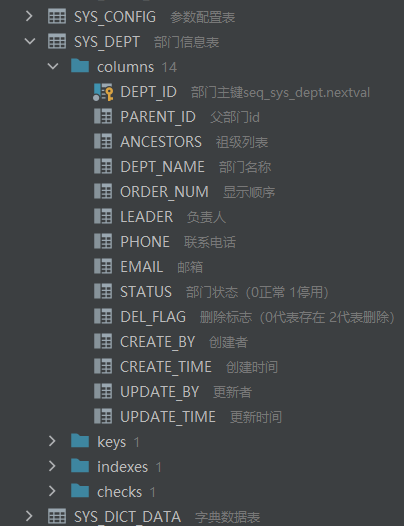 SYS_CONFIG 参数配置表
SYS_DEPT 部门信息表
columns 14
DEPT_ID 部门主键seq_sys_dept.nextval
PARENT_ID 父部门id
ANCESTORS 祖级列表
DEPT_NAME 部门名称
ORDER_NUM 显示顺序
LEADER 负责人
PHONE 联系电话
EMAIL 邮箱
STATUS 部门状态（0正常 1停用）
DEL_FLAG 删除标志（0代表存在 2代表删除）
CREATE_BY 创建者
CREATE_TIME 创建时间
UPDATE_BY 更新者
UPDATE_TIME 更新时间
keys 1
indexes 1
checks 1
SYS_DICT_DATA 字典数据表